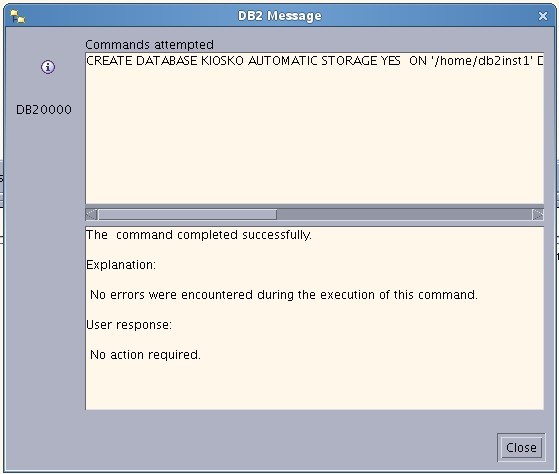 DB2 Message
Commands attempted
CREATE DATABASE KIOSKO AUTOMATIC STORAGE YES  ON '/home/db2inst1' D
DB20000
The  command completed successfully.
Explanation:
No errors were encountered during the execution of this command.
User response:
No action required.
Close